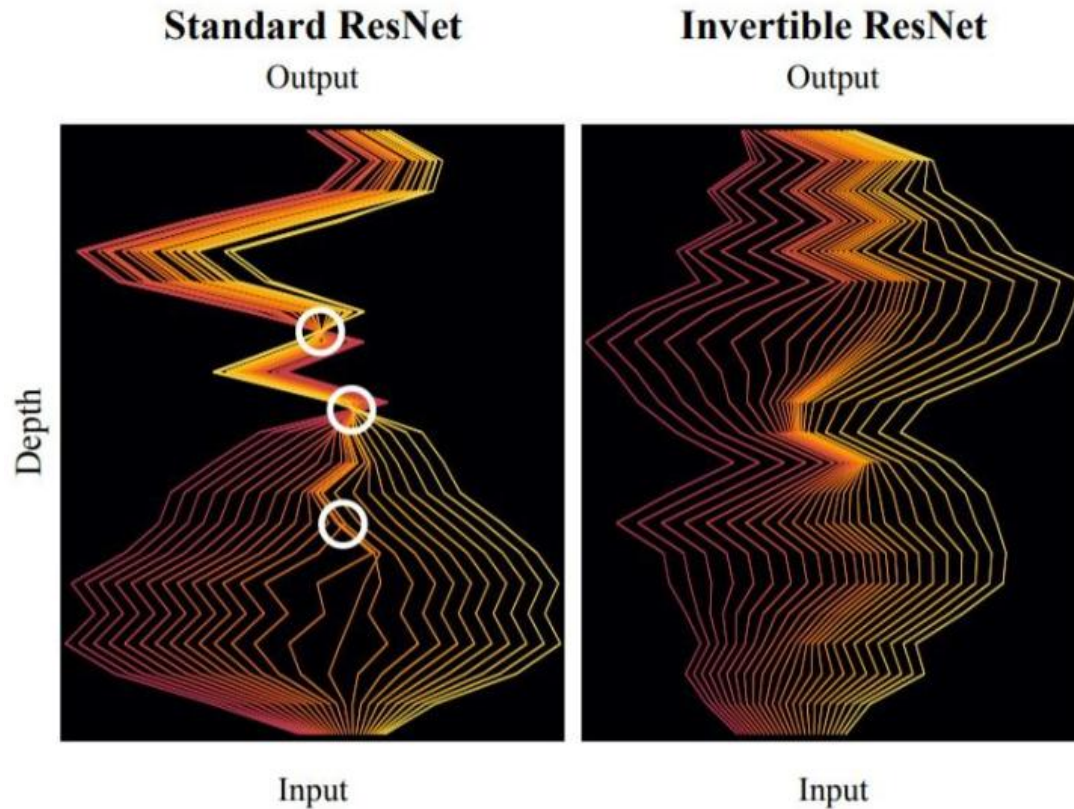 Standard ResNet
Output
Invertible ResNet
Output
Depth
Input
Input